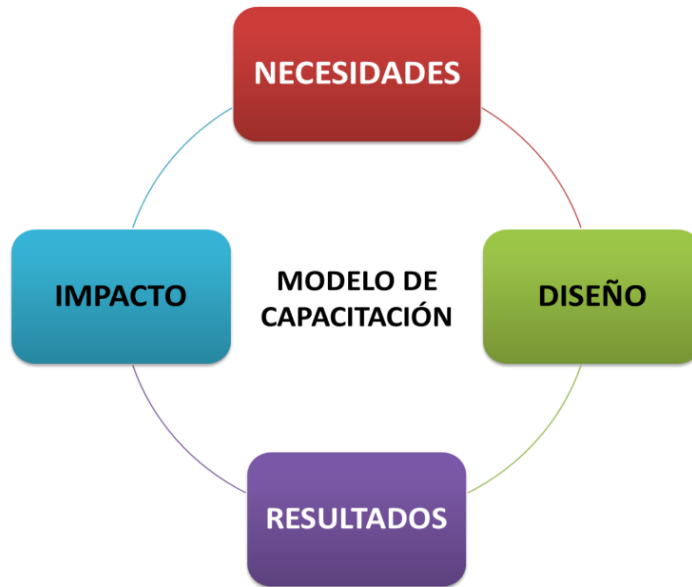 NECESIDADES
IMPACTO
MODELO DE
CAPACITACIÓN
DISEÑO
RESULTADOS